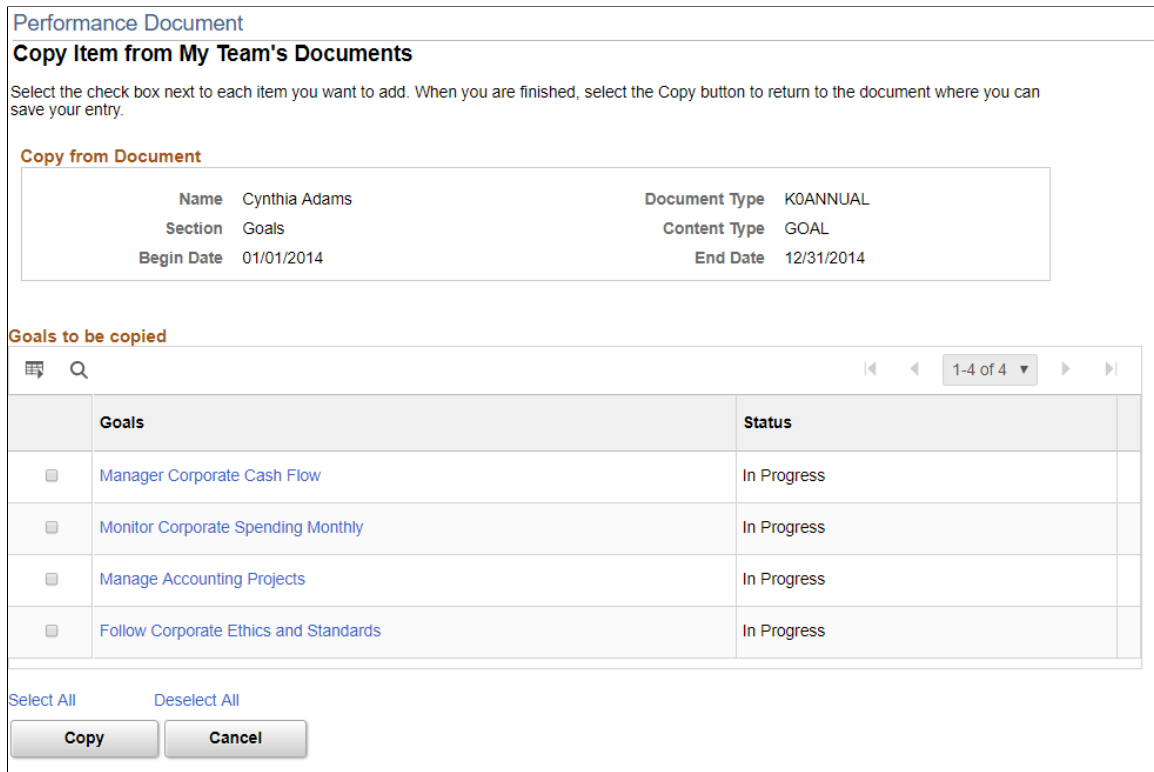 Performance Document
Copy Item from My Team's Documents
Select the check box next to each item you want to add. When you are finished, select the Copy button to return to the document where you can
save your entry.
Copy from Document
Name Cynthia Adams Document Type K0ANNUAL
Section Goals Content Type GOAL
Begin Date 01/01/2014 End Date 12/31/2014
Goals to be copied
1-4 of 4
Goals Status
Manager Corporate Cash Flow In Progress
Monitor Corporate Spending Monthly In Progress
Manage Accounting Projects In Progress
Follow Corporate Ethics and Standards In Progress
Select All Deselect All
Copy Cancel